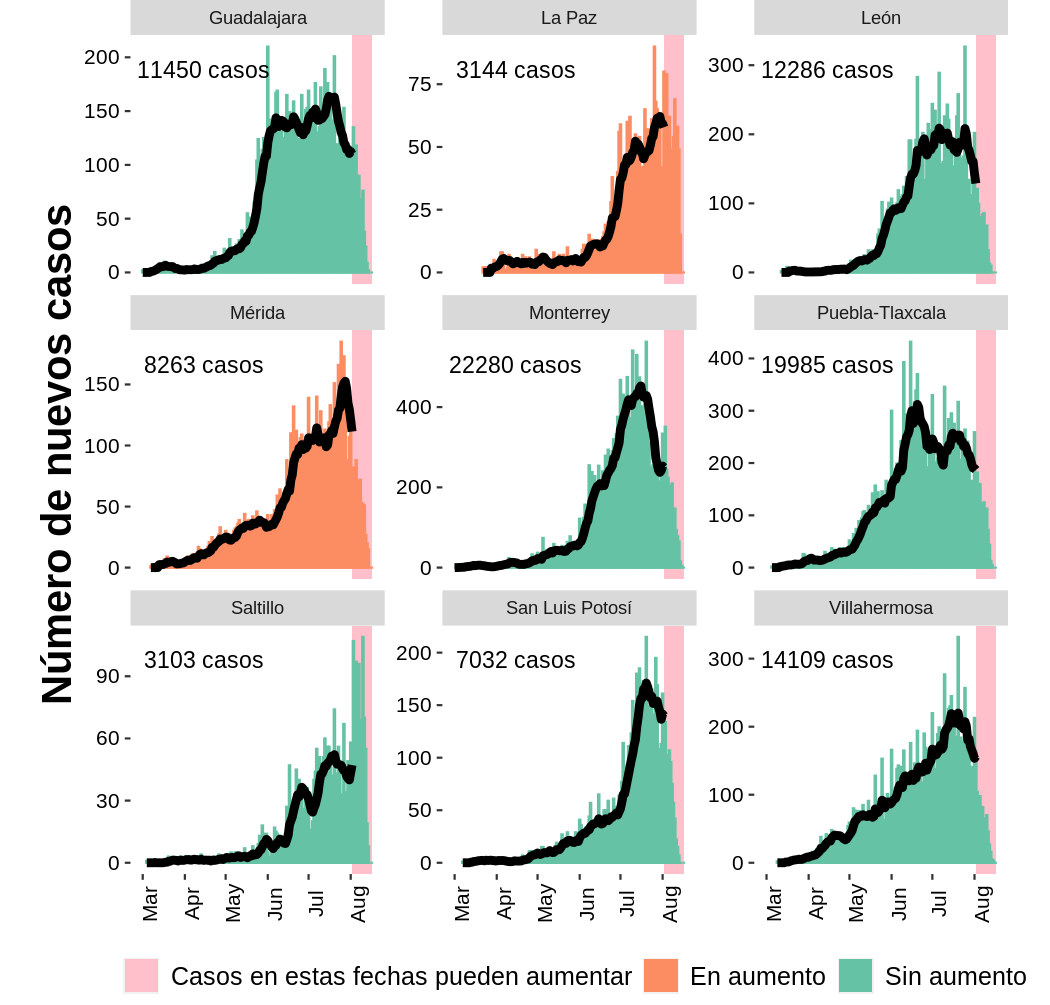 Número de nuevos casos
Guadalajara
La Paz
León
200
150
100
50
0
11450 casos
75
50
25
0
3144 casos
300
200
100
0
12286 casos
Mérida
Monterrey
Puebla-Tlaxcala
150
100
50
0
8263 casos
400
200
0
22280 casos
400
300
200
100
0
19985 casos
Saltillo
San Luis Potosí
Villahermosa
90
60
30
0
3103 casos
200
150
100
50
0
7032 casos
300
200
100
0
14109 casos
Mar Apr May Jun Jul Aug
Mar Apr May Jun Jul Aug
Mar Apr May Jun Jul Aug
Casos en estas fechas pueden aumentar En aumento Sin aumento